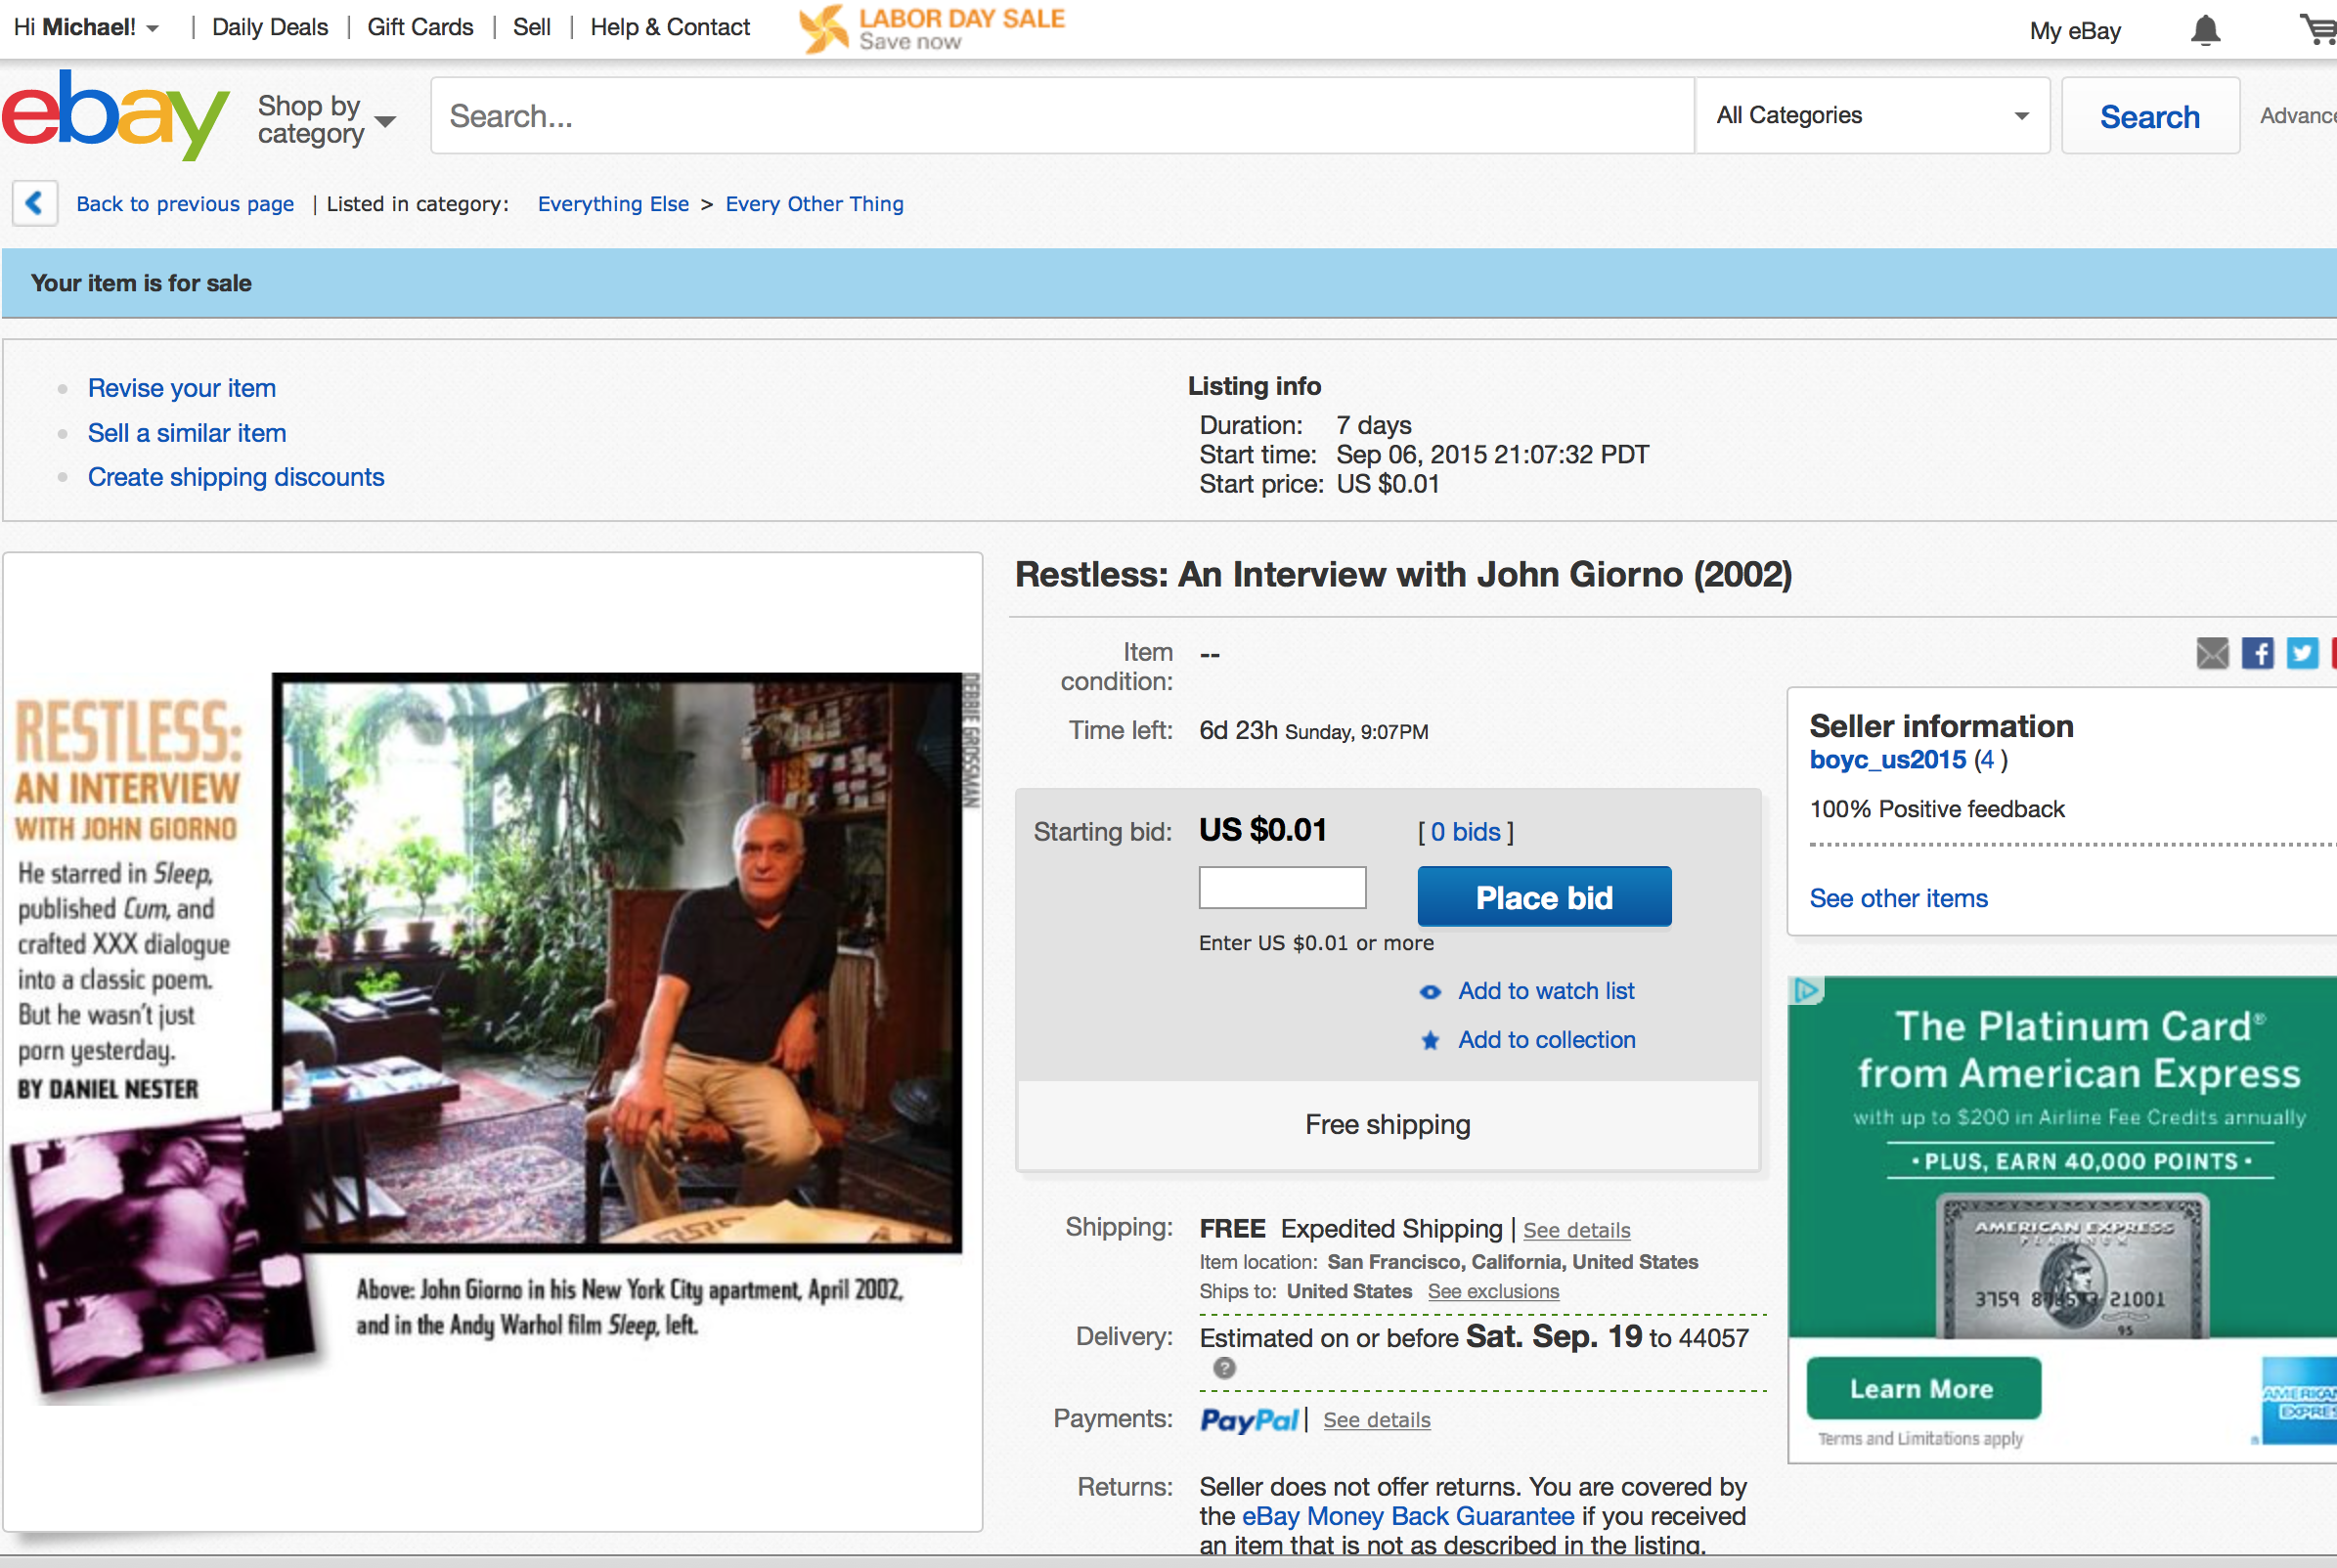 Hi Michael! | Daily Deals | Gift Cards | Sell | Help & Contact
LABOR DAY SALE
Save now
My eBay
ebay
Shop by
category
Search...
All Categories
Search
Back to previous page | Listed in category: Everything Else > Every Other Thing
Your item is for sale
Revise your item
Sell a similar item
Create shipping discounts
Listing info
Duration: 7 days
Start time: Sep 06, 2015 21:07:32 PDT
Start price: US $0.01
RESTLESS:
AN INTERVIEW
WITH JOHN GIORNO
He starred in Sleep,
published Cum, and
crafted XXX dialogue
into a classic poem.
But he wasn't just
porn yesterday.
BY DANIEL NESTER
DEBBIE GROSSMAN
Above: John Giorno in his New York City apartment, April 2002,
and in the Andy Warhol film Sleep, left.
Restless: An Interview with John Giorno (2002)
Item
condition: --
Time left: 6d 23h Sunday, 9:07PM
Starting bid: US $0.01 [ 0 bids ]
Place bid
Enter US $0.01 or more
Add to watch list
Add to collection
Free shipping
Shipping: FREE Expedited Shipping | See details
Item location: San Francisco, California, United States
Ships to: United States See exclusions
Delivery: Estimated on or before Sat. Sep. 19 to 44057
?
Payments: PayPal | See details
Returns: Seller does not offer returns. You are covered by
the eBay Money Back Guarantee if you received
an item that is not as described in the listing.
Seller information
boyc_us2015 (4 )
100% Positive feedback
See other items
The Platinum Card®
from American Express
with up to $200 in Airline Fee Credits annually
• PLUS, EARN 40,000 POINTS •
AMERICAN EXPRESS
PLATINUM
3759 21001
95
Learn More
Terms and Limitations apply